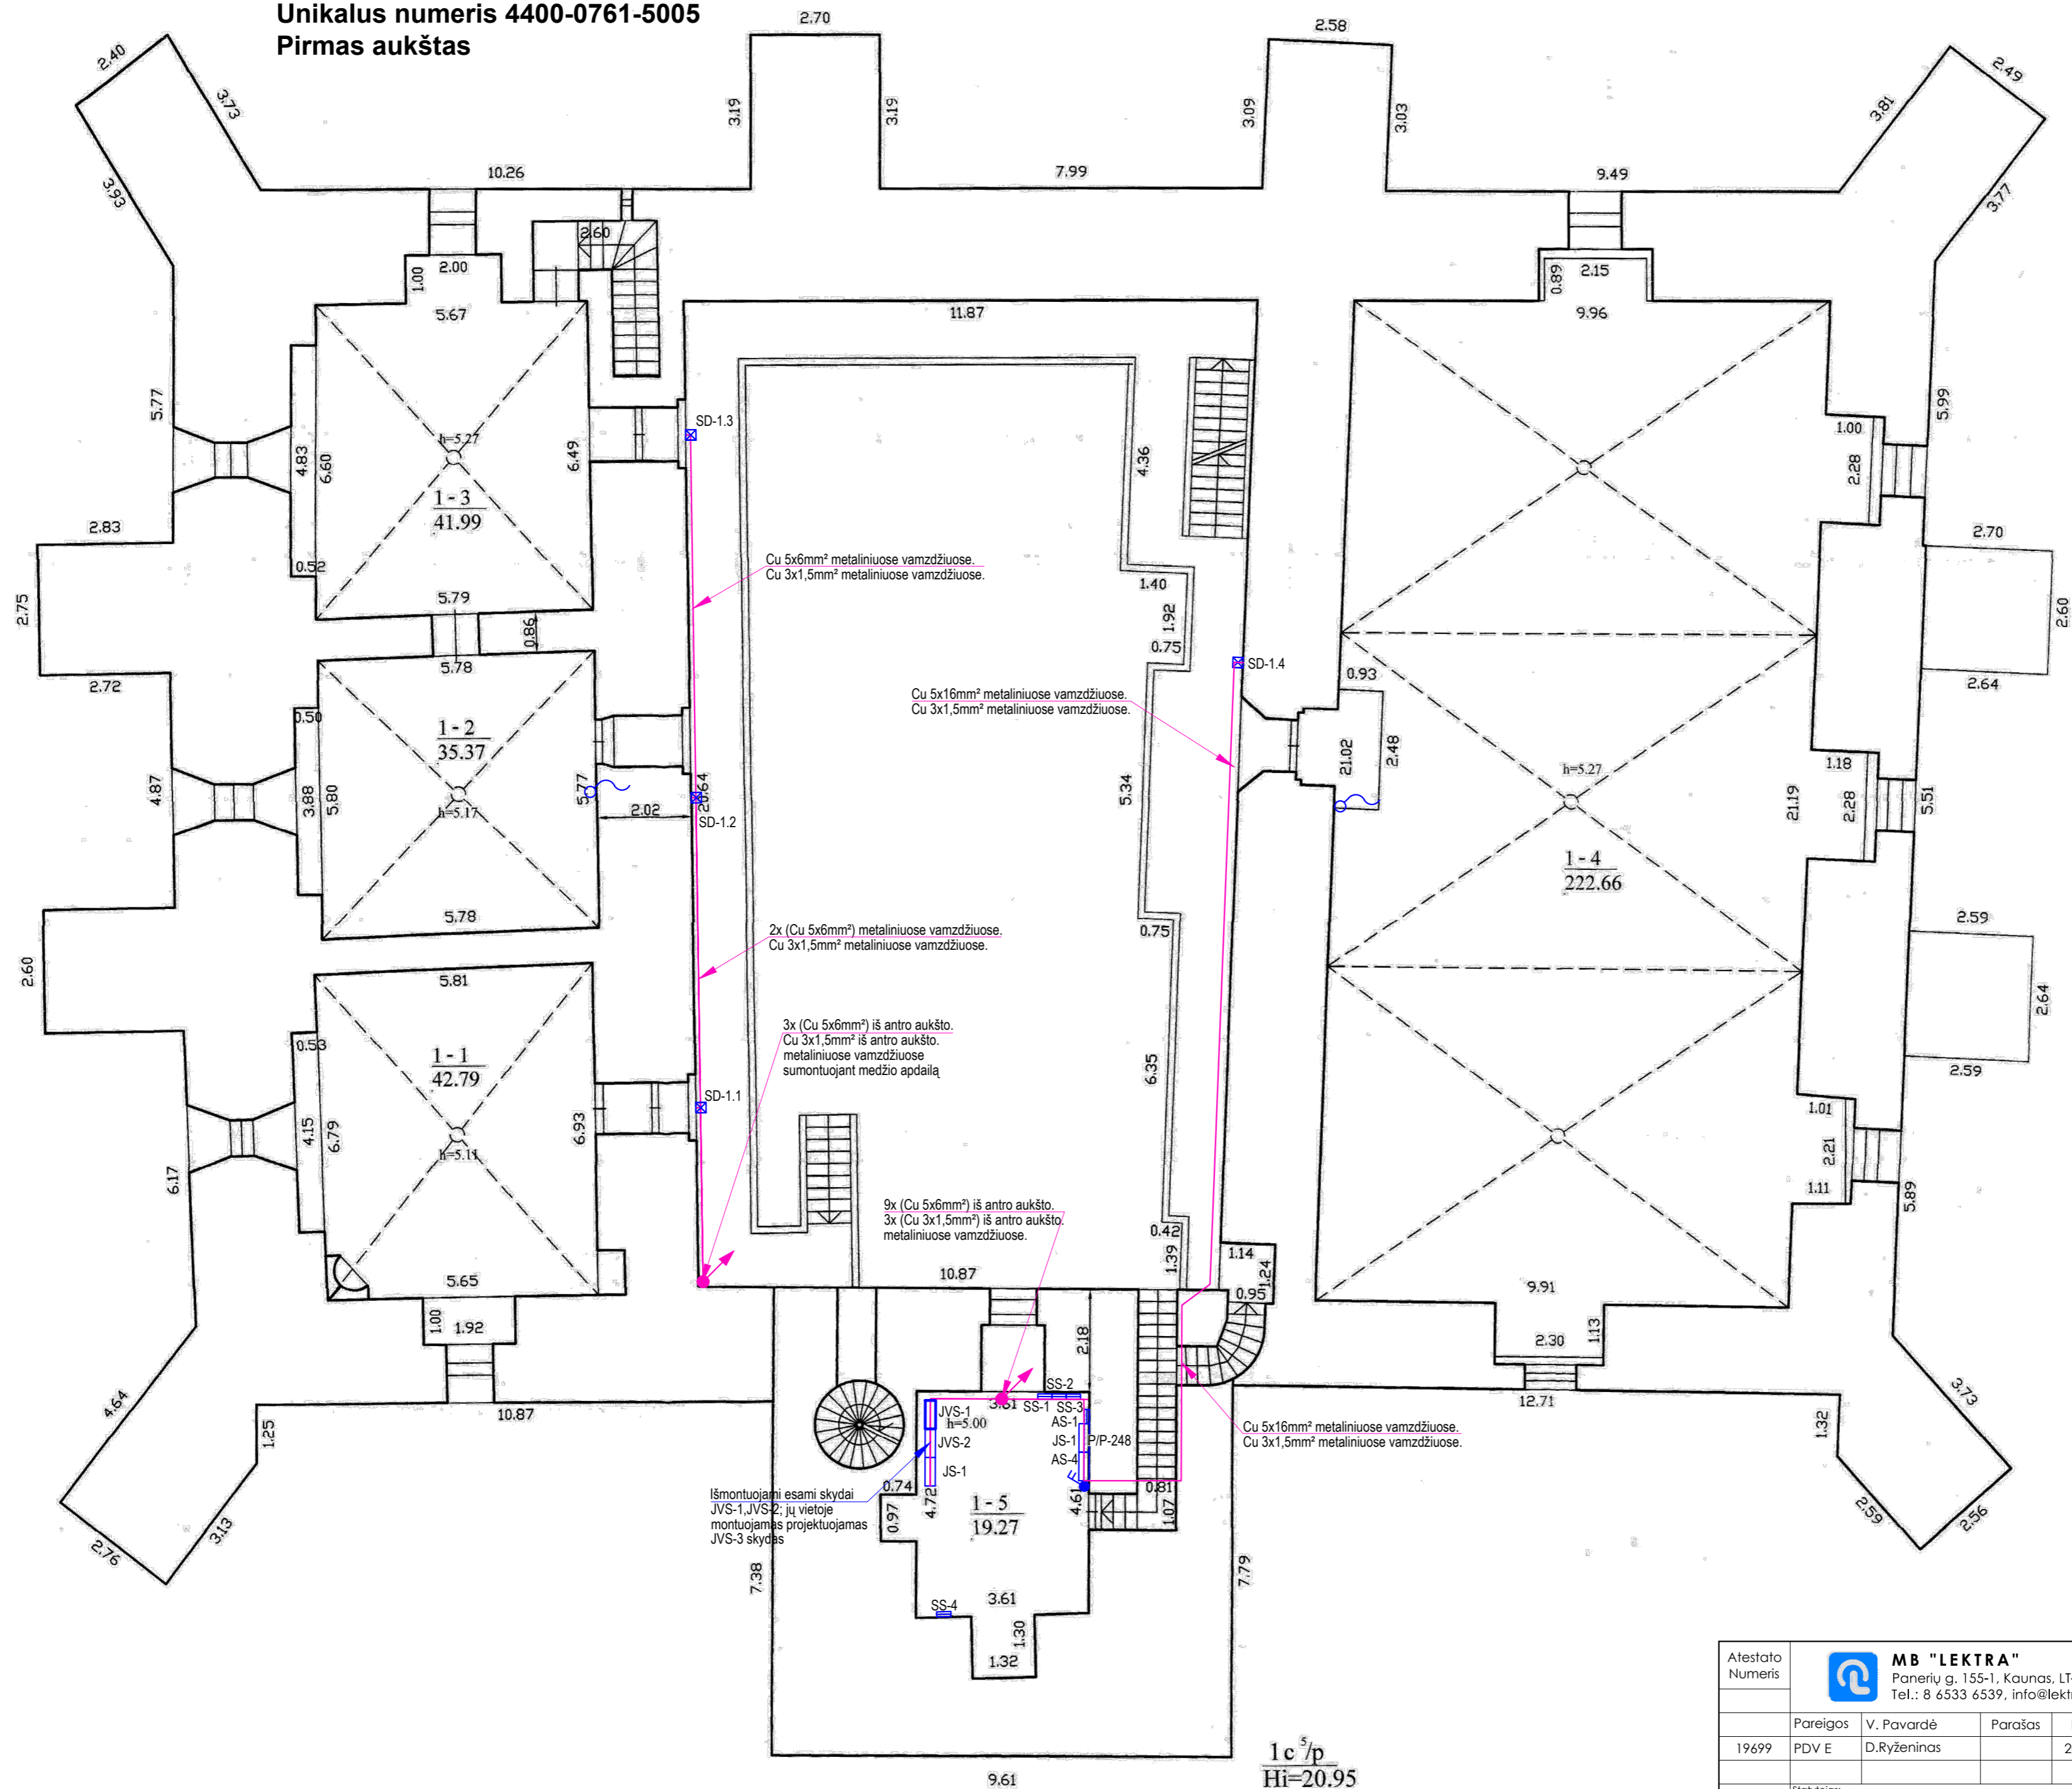 Unikalus numeris 4400-0761-5005
Pirmas aukštas
2.70
2.58
2.40
3.73
3.93
3.19
3.19
3.09
3.03
3.81
2.49
3.77
10.26
7.99
9.49
2.60
1.00
2.00
5.67
11.87
0.89
2.15
9.96
5.77
4.83
6.60
h=5.27
6.49
1 - 3
41.99
SD-1.3
4.36
1.00
2.28
5.99
2.83
0.52
2.75
5.79
0.86
5.78
2.72
Cu 5x6mm² metaliniuose vamzdžiuose.
Cu 3x1,5mm² metaliniuose vamzdžiuose.
1.40
1.92
0.75
SD-1.4
0.93
2.70
2.60
2.64
Cu 5x16mm² metaliniuose vamzdžiuose.
Cu 3x1,5mm² metaliniuose vamzdžiuose.
0.50
1 - 2
35.37
4.87
3.88
5.80
h=5.17
5.77
2.02
20.64
SD-1.2
5.34
21.02
2.48
h=5.27
21.19
1.18
2.28
5.51
1 - 4
222.66
5.78
2x (Cu 5x6mm²) metaliniuose vamzdžiuose.
Cu 3x1,5mm² metaliniuose vamzdžiuose.
0.75
2.59
2.60
5.81
2.64
2.59
3x (Cu 5x6mm²) iš antro aukšto.
Cu 3x1,5mm² iš antro aukšto.
metaliniuose vamzdžiuose
sumontuojant medžio apdailą
0.53
1 - 1
42.79
SD-1.1
6.35
4.15
6.79
h=5.11
6.93
6.17
1.01
2.21
1.11
5.89
9x (Cu 5x6mm²) iš antro aukšto.
3x (Cu 3x1,5mm²) iš antro aukšto.
metaliniuose vamzdžiuose.
0.42
1.39
1.14
1.24
0.95
5.65
10.87
9.91
1.00
1.92
2.18
2.30
1.13
4.64
1.25
10.87
SS-2
3.61
SS-1
SS-3
JVS-1
h=5.00
AS-1
JVS-2
JS-1
P/P-248
JS-1
AS-4
Cu 5x16mm² metaliniuose vamzdžiuose.
Cu 3x1,5mm² metaliniuose vamzdžiuose.
12.71
1.32
3.73
Išmontuojami esami skydai
JVS-1,JVS-2; jų vietoje
montuojamas projektuojamas
JVS-3 skydas
0.74
4.72
0.97
1 - 5
19.27
4.61
0.81
1.07
2.76
3.13
2.59
2.56
7.38
7.79
3.61
SS-4
1.30
1.32
9.61
1c 5/p
Hi=20.95
Atestato
Numeris
MB "LEKTRA"
Panerių g. 155-1, Kaunas, LT-
Tel.: 8 6533 6539, info@lekt
Pareigos
V. Pavardė
Parašas
19699
PDV E
D.Ryženinas
2